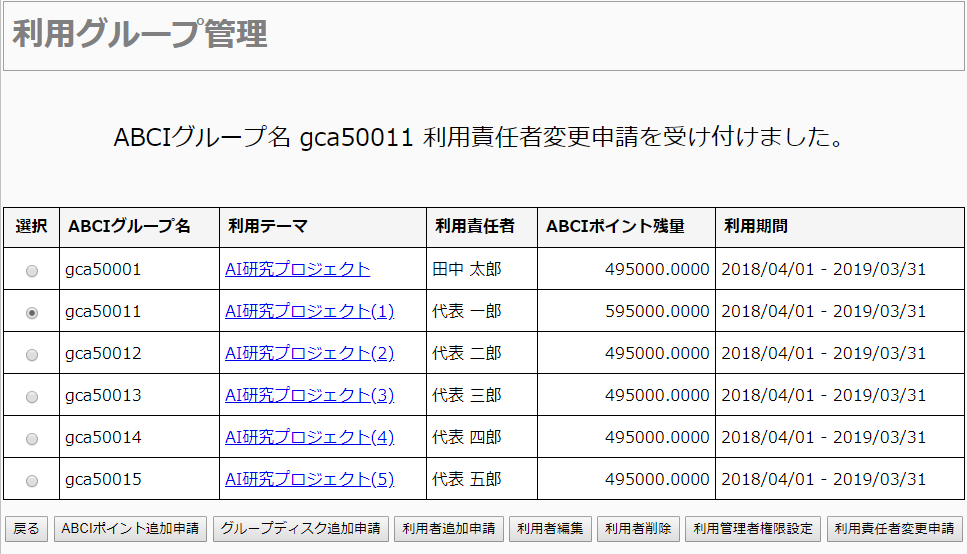 利用グループ管理
ABCIグループ名 gca50011 利用責任者変更申請を受け付けました。
選択 ABCIグループ名 利用テーマ 利用責任者 ABCIポイント残量 利用期間
gca50001 AI研究プロジェクト 田中 太郎 495000.0000 2018/04/01 - 2019/03/31
gca50011 AI研究プロジェクト(1) 代表 一郎 595000.0000 2018/04/01 - 2019/03/31
gca50012 AI研究プロジェクト(2) 代表 二郎 495000.0000 2018/04/01 - 2019/03/31
gca50013 AI研究プロジェクト(3) 代表 三郎 495000.0000 2018/04/01 - 2019/03/31
gca50014 AI研究プロジェクト(4) 代表 四郎 495000.0000 2018/04/01 - 2019/03/31
gca50015 AI研究プロジェクト(5) 代表 五郎 495000.0000 2018/04/01 - 2019/03/31
戻る ABCIポイント追加申請 グループディスク追加申請 利用者追加申請 利用者編集 利用者削除 利用管理者権限設定 利用責任者変更申請